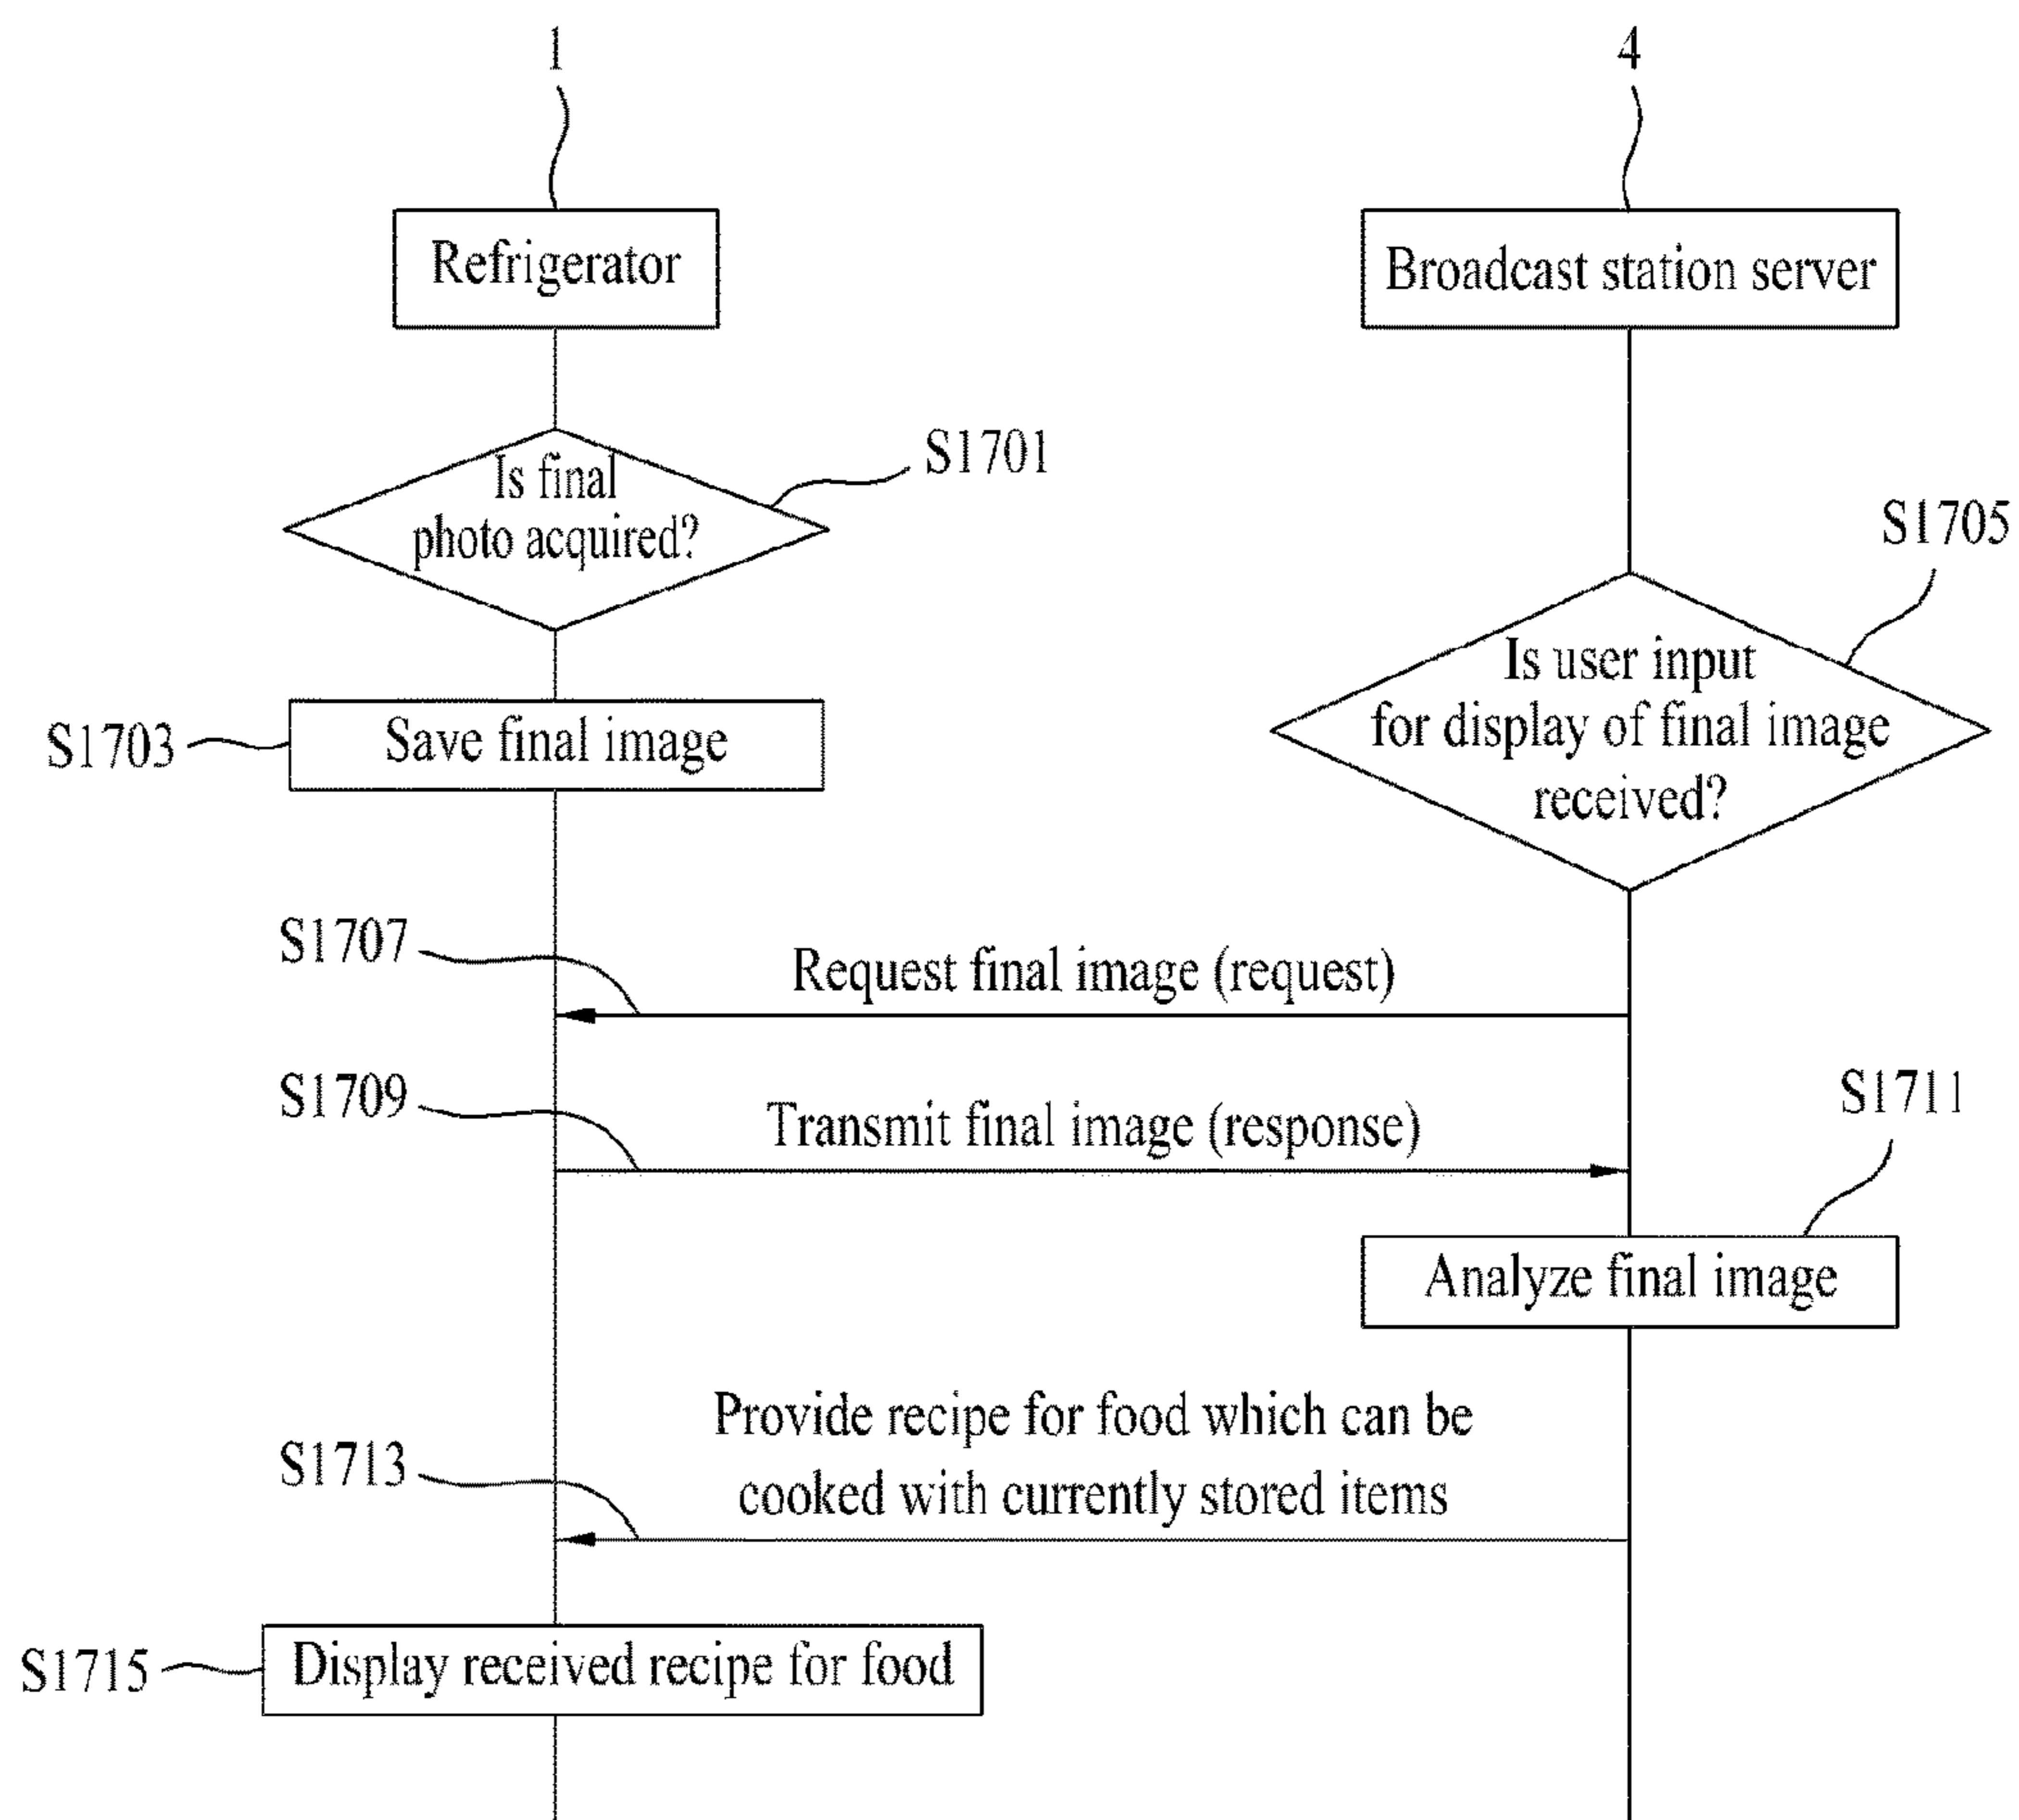 1
4
Refrigerator
Broadcast station server
S1701
Is final
photo acquired?
S1705
Is user input
for display of final image
received?
S1703
Save final image
S1707
Request final image (request)
S1709
Transmit final image (response)
S1711
Analyze final image
Provide recipe for food which can be
S1713
cooked with currently stored items
S1715
Display received recipe for food